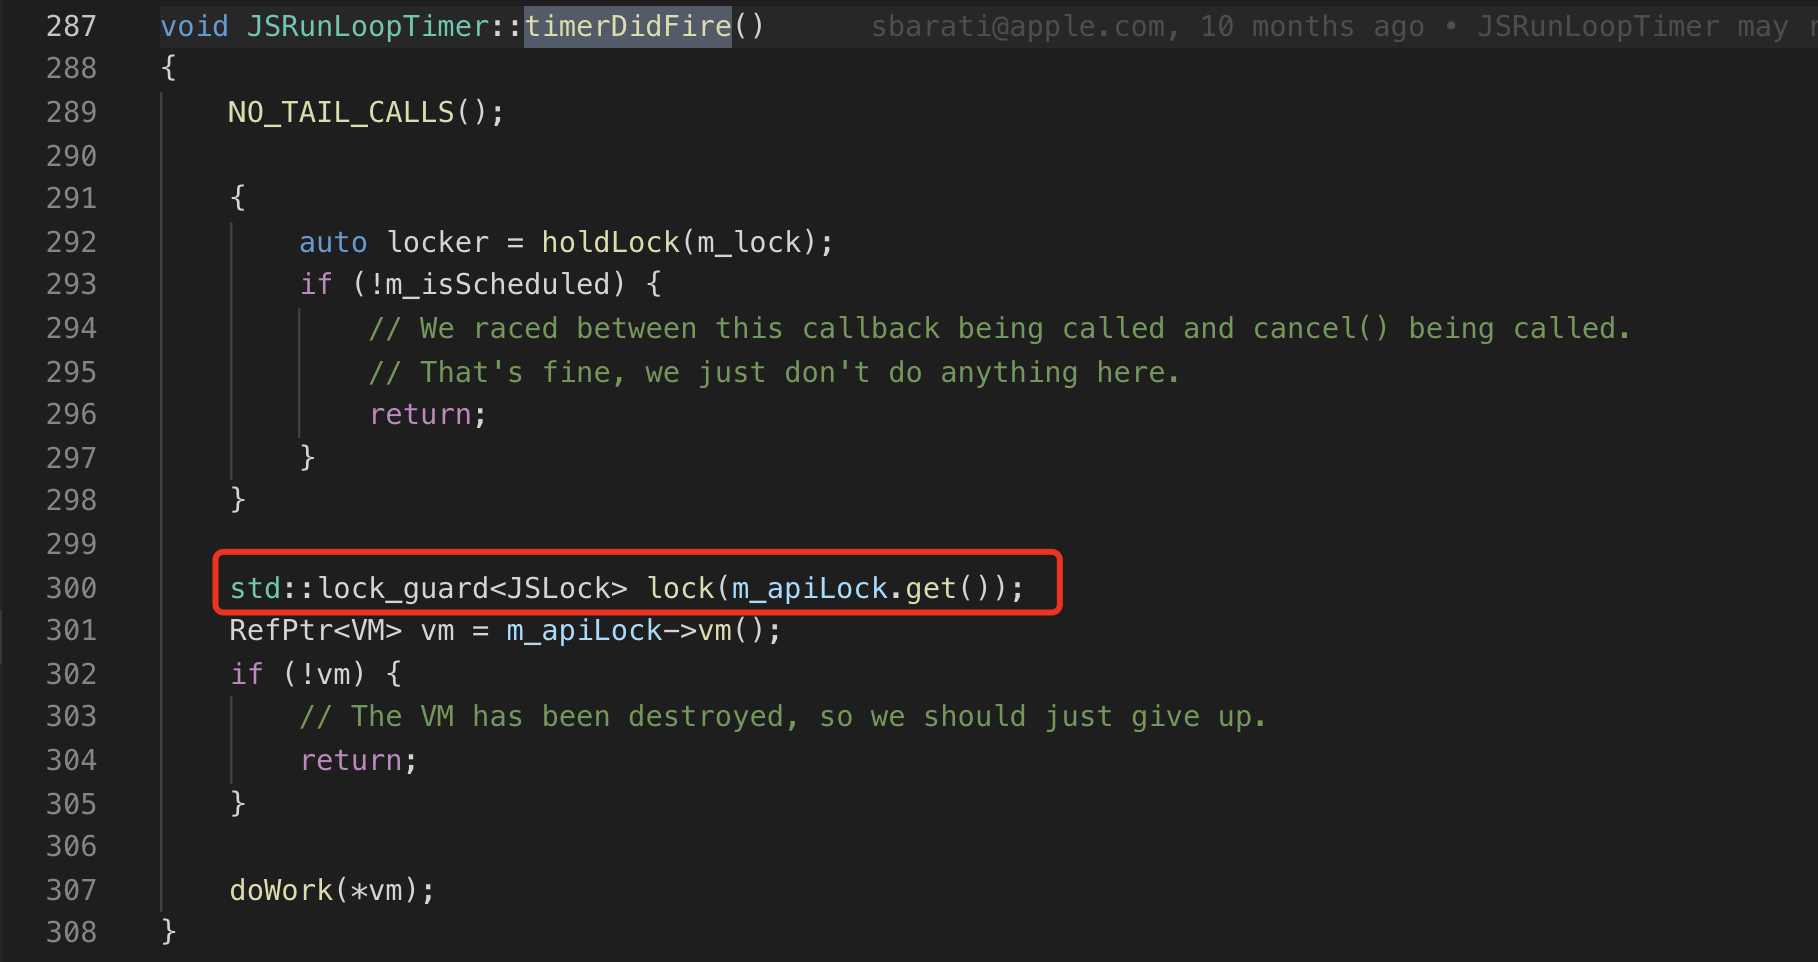 287 void JSRunLoopTimer::timerDidFire() sbarati@apple.com, 10 months ago • JSRunLoopTimer may
288 {
289 NO_TAIL_CALLS();
290
291 {
292 auto locker = holdLock(m_lock);
293 if (!m_isScheduled) {
294 // We raced between this callback being called and cancel() being called.
295 // That's fine, we just don't do anything here.
296 return;
297 }
298 }
299
300 std::lock_guard<JSLock> lock(m_apiLock.get());
301 RefPtr<VM> vm = m_apiLock->vm();
302 if (!vm) {
303 // The VM has been destroyed, so we should just give up.
304 return;
305 }
306
307 doWork(*vm);
308 }